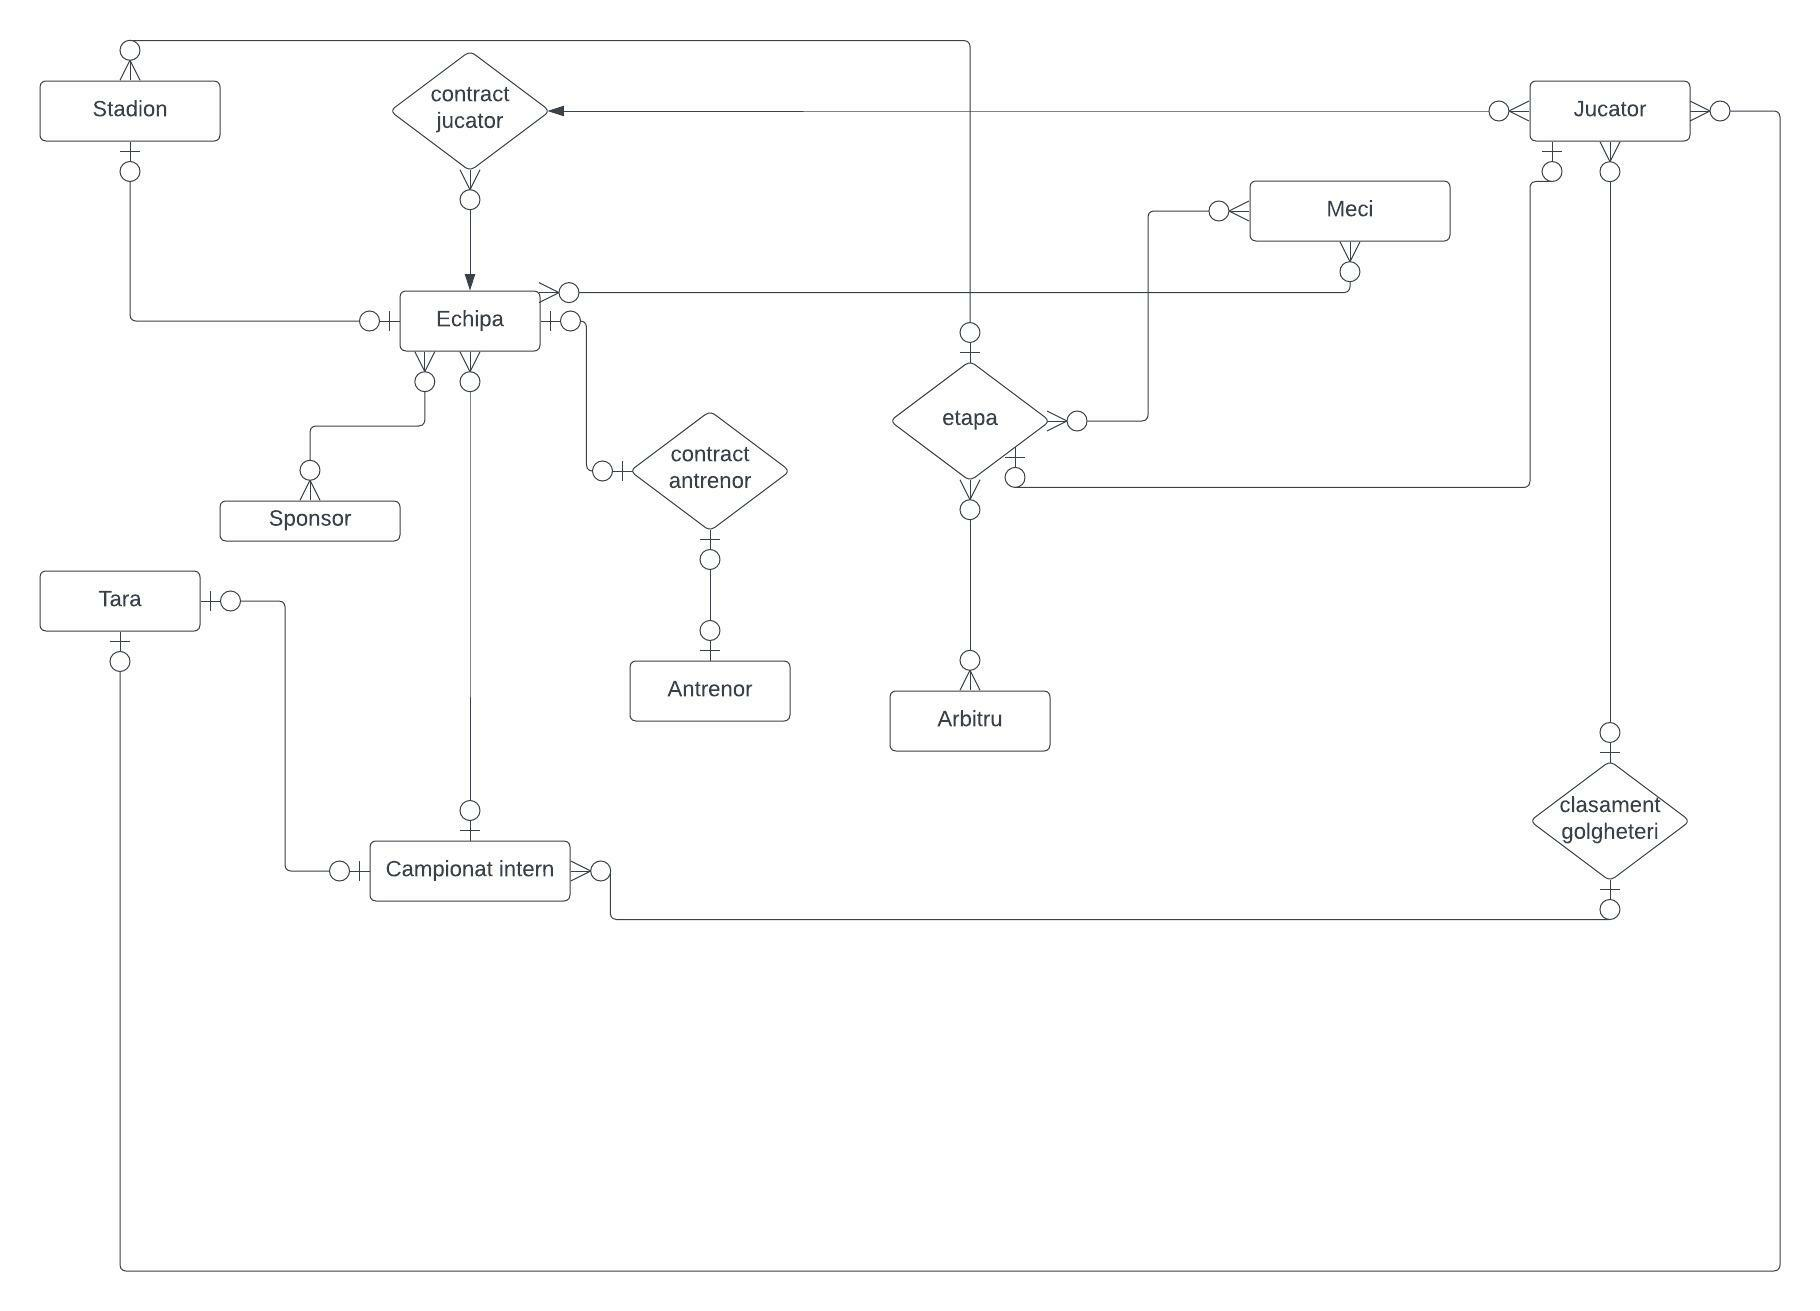 contract
jucator
Stadion
Jucator
Meci
Echipa
etapa
contract
antrenor
Sponsor
Tara
Antrenor
Arbitru
clasament
golgheteri
Campionat intern